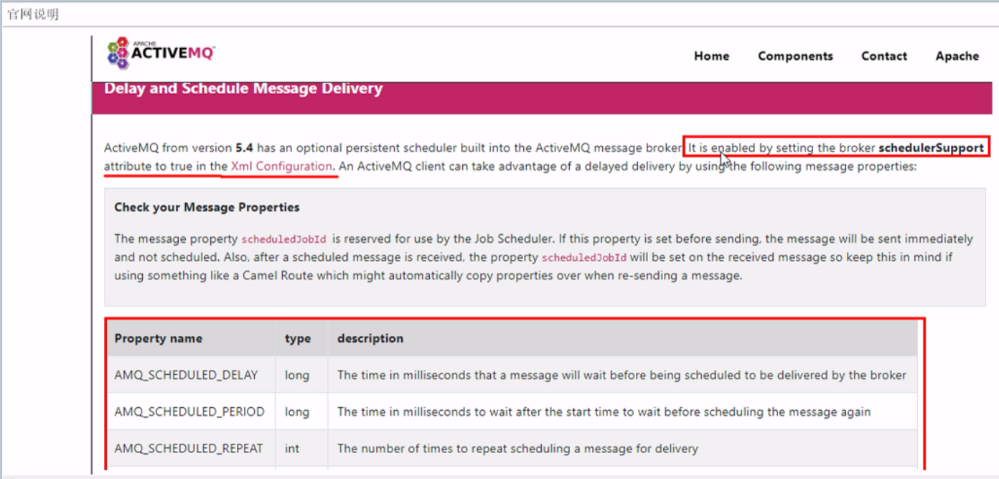 官网说明
APACHE
ACTIVEMQ™
Home Components Contact Apache
Delay and Schedule Message Delivery
ActiveMQ from version 5.4 has an optional persistent scheduler built into the ActiveMQ message broker. It is enabled by setting the broker schedulerSupport
attribute to true in the Xml Configuration. An ActiveMQ client can take advantage of a delayed delivery by using the following message properties:
Check your Message Properties
The message property scheduledJobId is reserved for use by the Job Scheduler. If this property is set before sending, the message will be sent immediately
and not scheduled. Also, after a scheduled message is received, the property scheduledJobId will be set on the received message so keep this in mind if
using something like a Camel Route which might automatically copy properties over when re-sending a message.
Property name type description
AMQ_SCHEDULED_DELAY long The time in milliseconds that a message will wait before being scheduled to be delivered by the broker
AMQ_SCHEDULED_PERIOD long The time in milliseconds to wait after the start time to wait before scheduling the message again
AMQ_SCHEDULED_REPEAT int The number of times to repeat scheduling a message for delivery